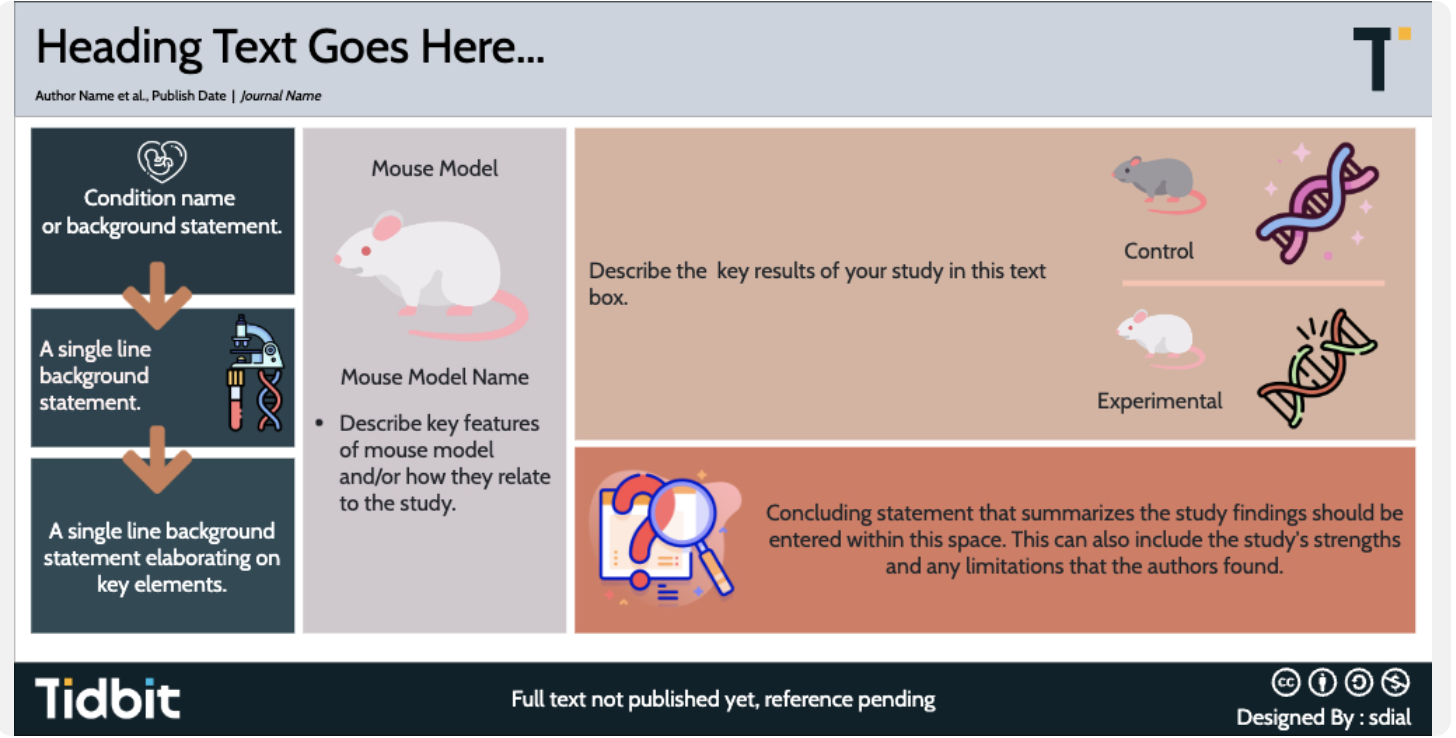 Heading Text Goes Here...
Author Name et al., Publish Date | Journal Name
T
Condition name
or background statement.
A single line
background
statement.
A single line background
statement elaborating on
key elements.
Mouse Model
Mouse Model Name
• Describe key features
of mouse model
and/or how they relate
to the study.
Describe the  key results of your study in this text
box.
Control
Experimental
Concluding statement that summarizes the study findings should be
entered within this space. This can also include the study's strengths
and any limitations that the authors found.
Tidbit
Full text not published yet, reference pending
cc
Designed By : sdial